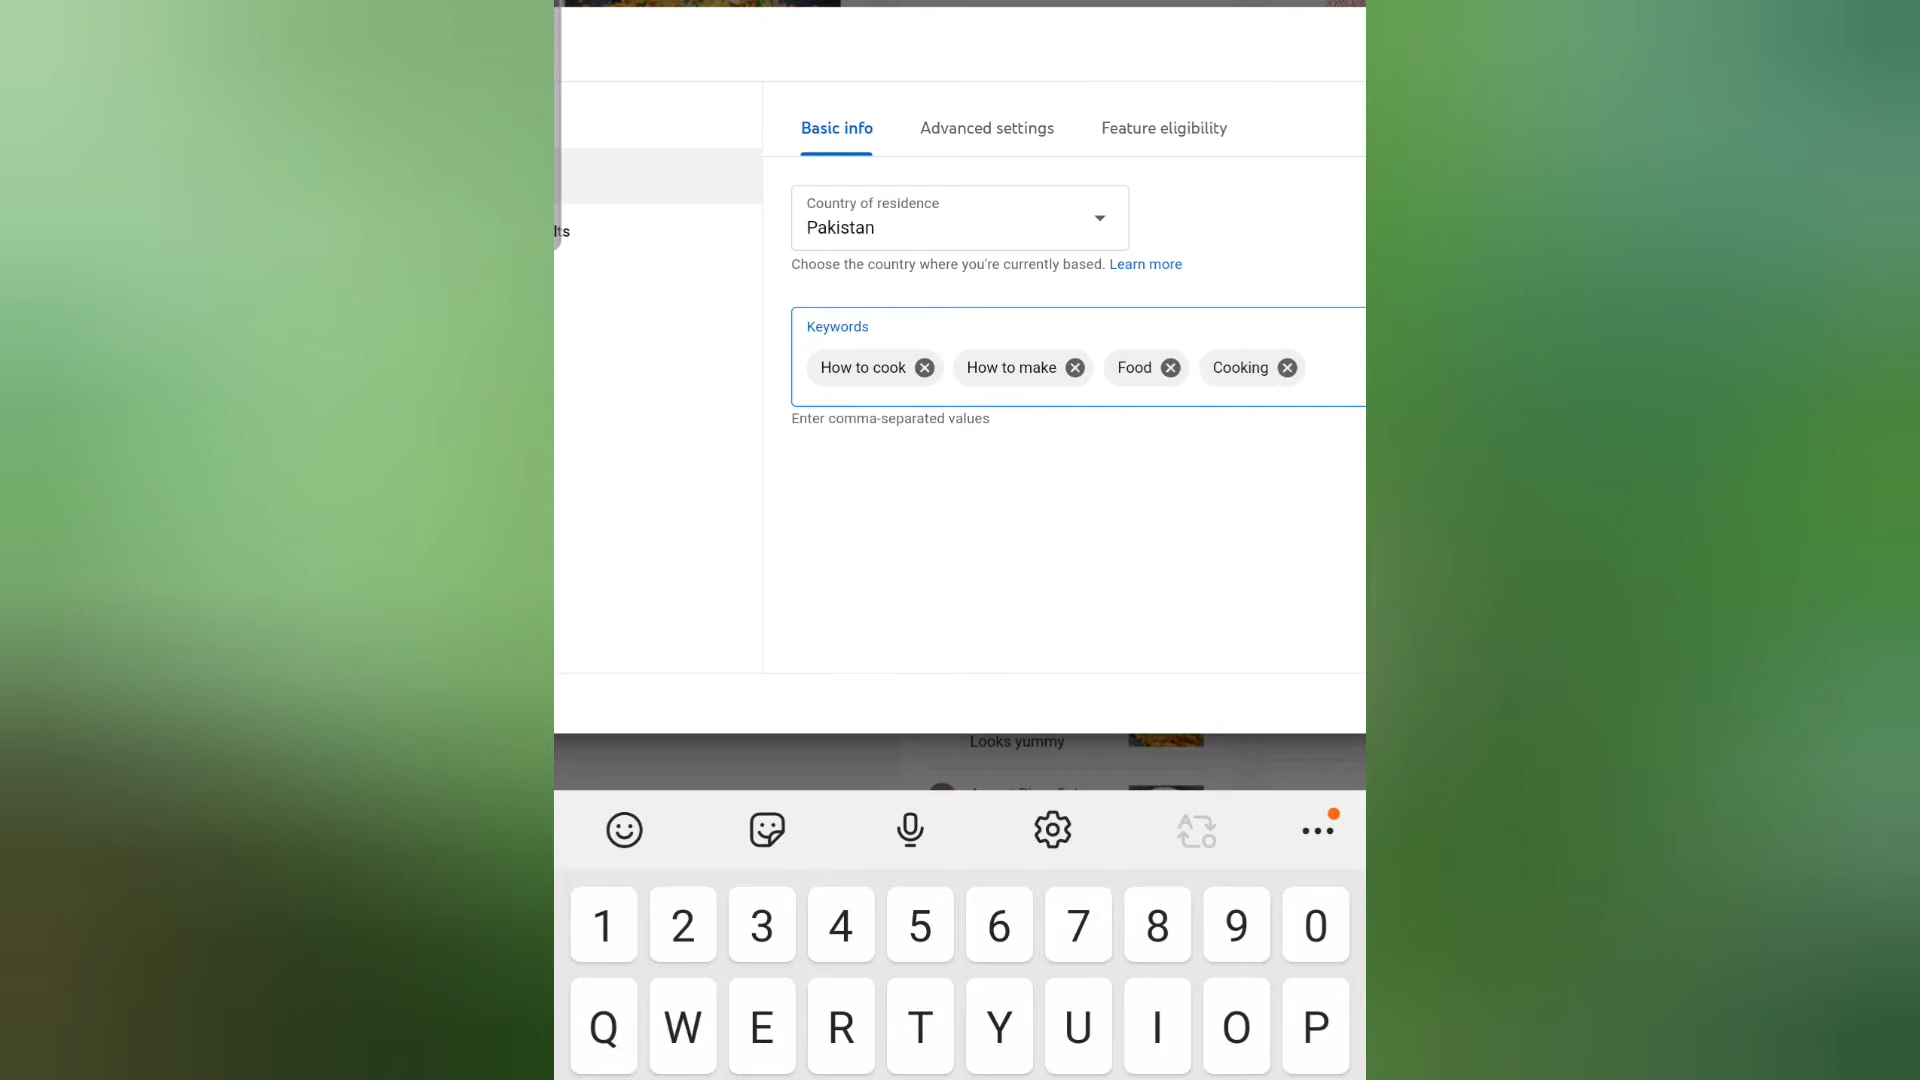 Basic info Advanced settings Feature eligibility
Country of residence
Pakistan
lts
Choose the country where you're currently based. Learn more
Keywords
How to cook How to make Food Cooking
Enter comma-separated values
Looks yummy
1 2 3 4 5 6 7 8 9 0
Q W E R T Y U I O P